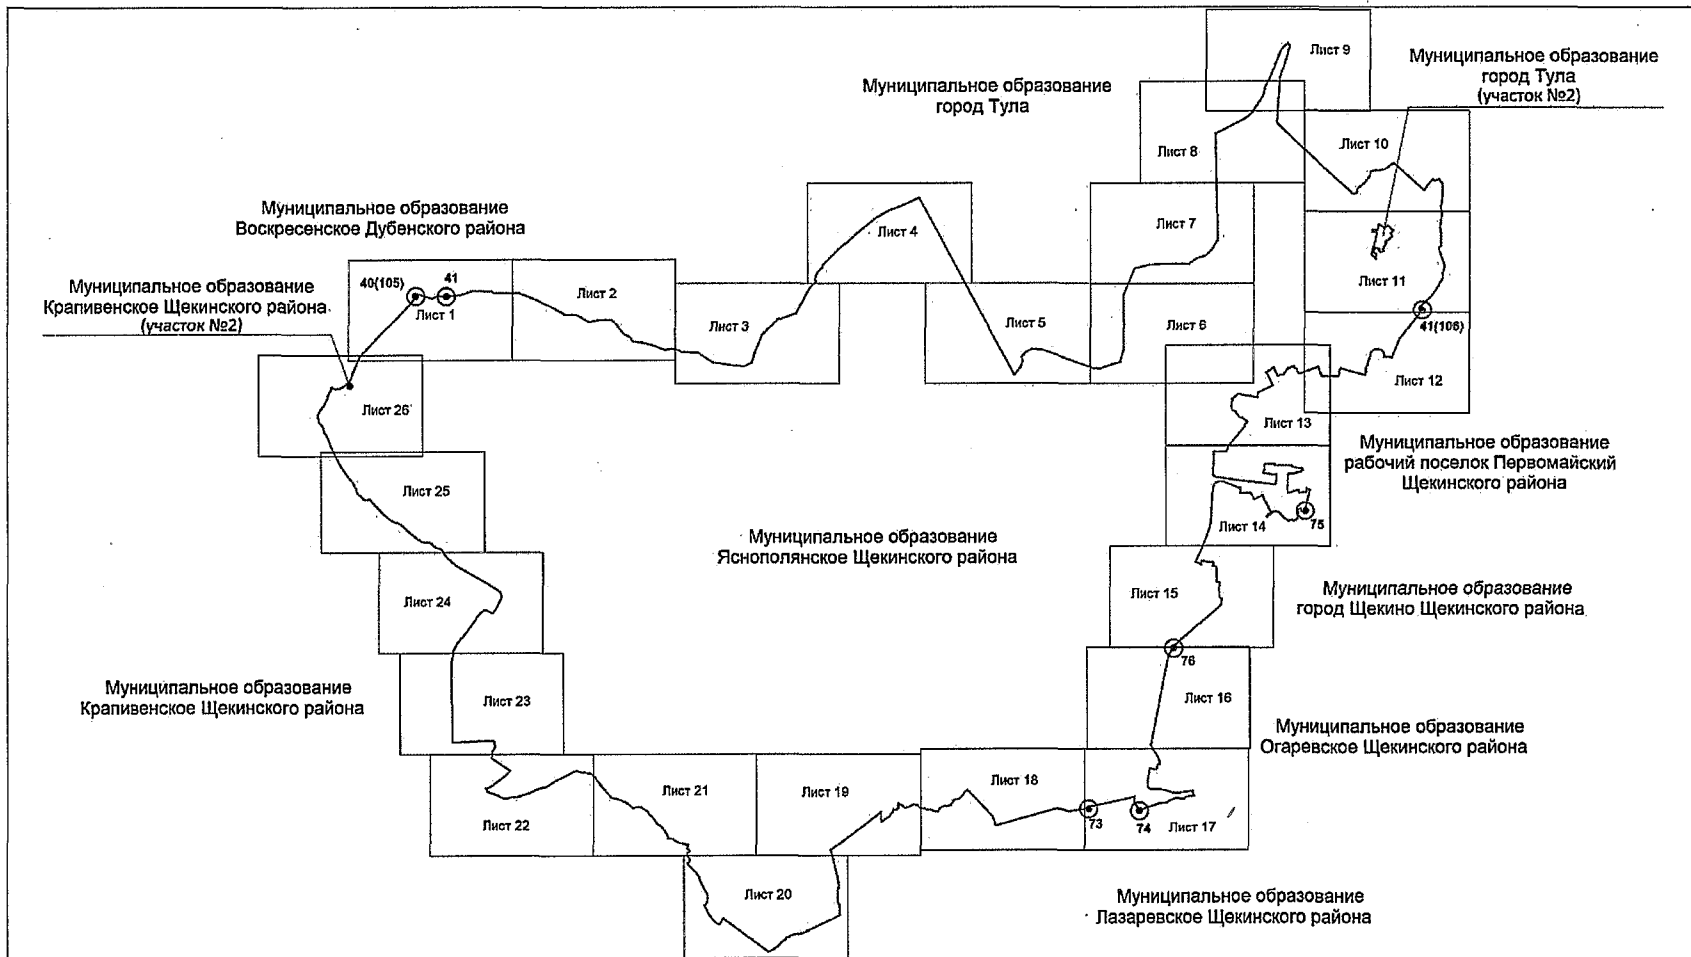 Лист 9
Муниципальное образование
город Тула
(участок №2)
Муниципальное образование
город Тула
Лист 8
Лист 10
Муниципальное образование
Воскресенское Дубенского района
Лист 4
Лист 7
Муниципальное образование
Крапивенское Щекинского района
(участок №2)
40(105)
41
Лист 1
Лист 2
Лист 3
Лист 5
Лист 6
Лист 11
41(106)
Лист 12
Лист 26
Лист 13
Муниципальное образование
рабочий поселок Первомайский
Щекинского района
Лист 25
Лист 14
75
Муниципальное образование
Яснополянское Щекинского района
Лист 24
Лист 15
Муниципальное образование
город Щекино Щекинского района
76
Муниципальное образование
Крапивенское Щекинского района
Лист 23
Лист 16
Муниципальное образование
Огаревское Щекинского района
Лист 22
Лист 21
Лист 19
Лист 18
73
74
Лист 17
Лист 20
Муниципальное образование
Лазаревское Щекинского района